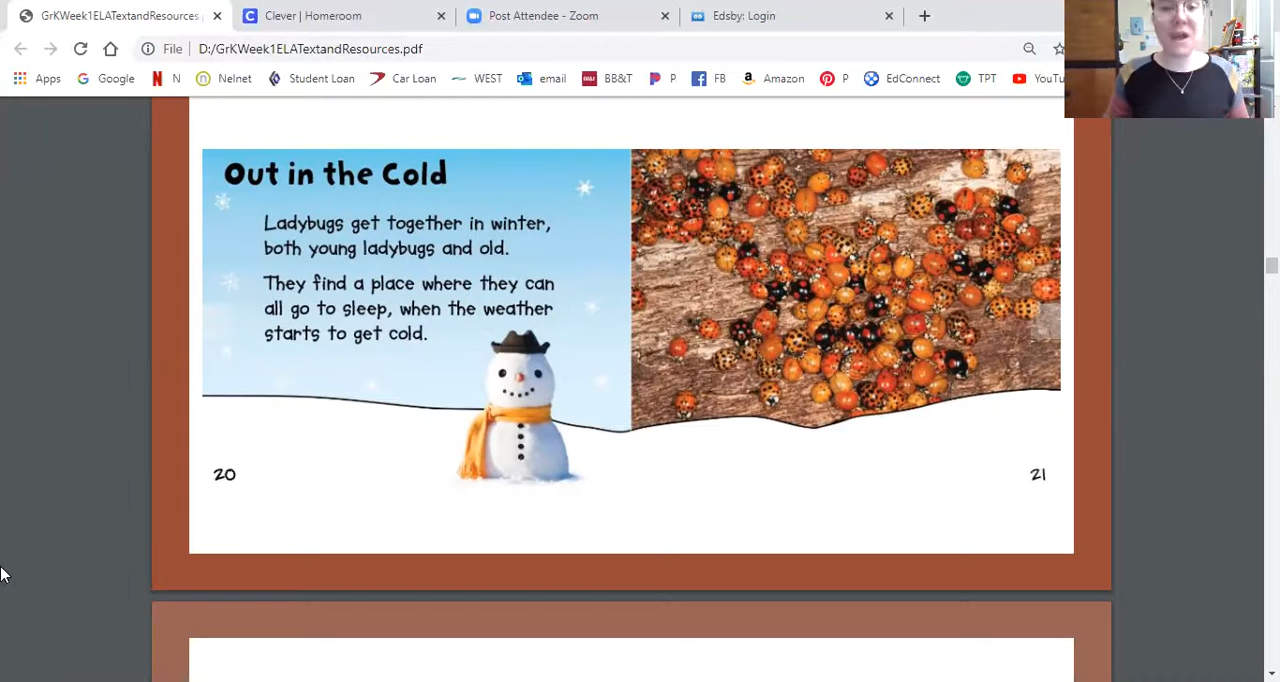 GrKWeek1ELATextandResources
Clever | Homeroom
Post Attendee - Zoom
Edsby: Login
File
D:/GrKWeek1ELATextandResources.pdf
Apps
Google
N
Nelnet
Student Loan
Car Loan
WEST
email
BB&T
P
FB
Amazon
P
EdConnect
TPT
YouTu
Out in the Cold
Ladybugs get together in winter,
both young ladybugs and old.
They find a place where they can
all go to sleep, when the weather
starts to get cold.
20
21